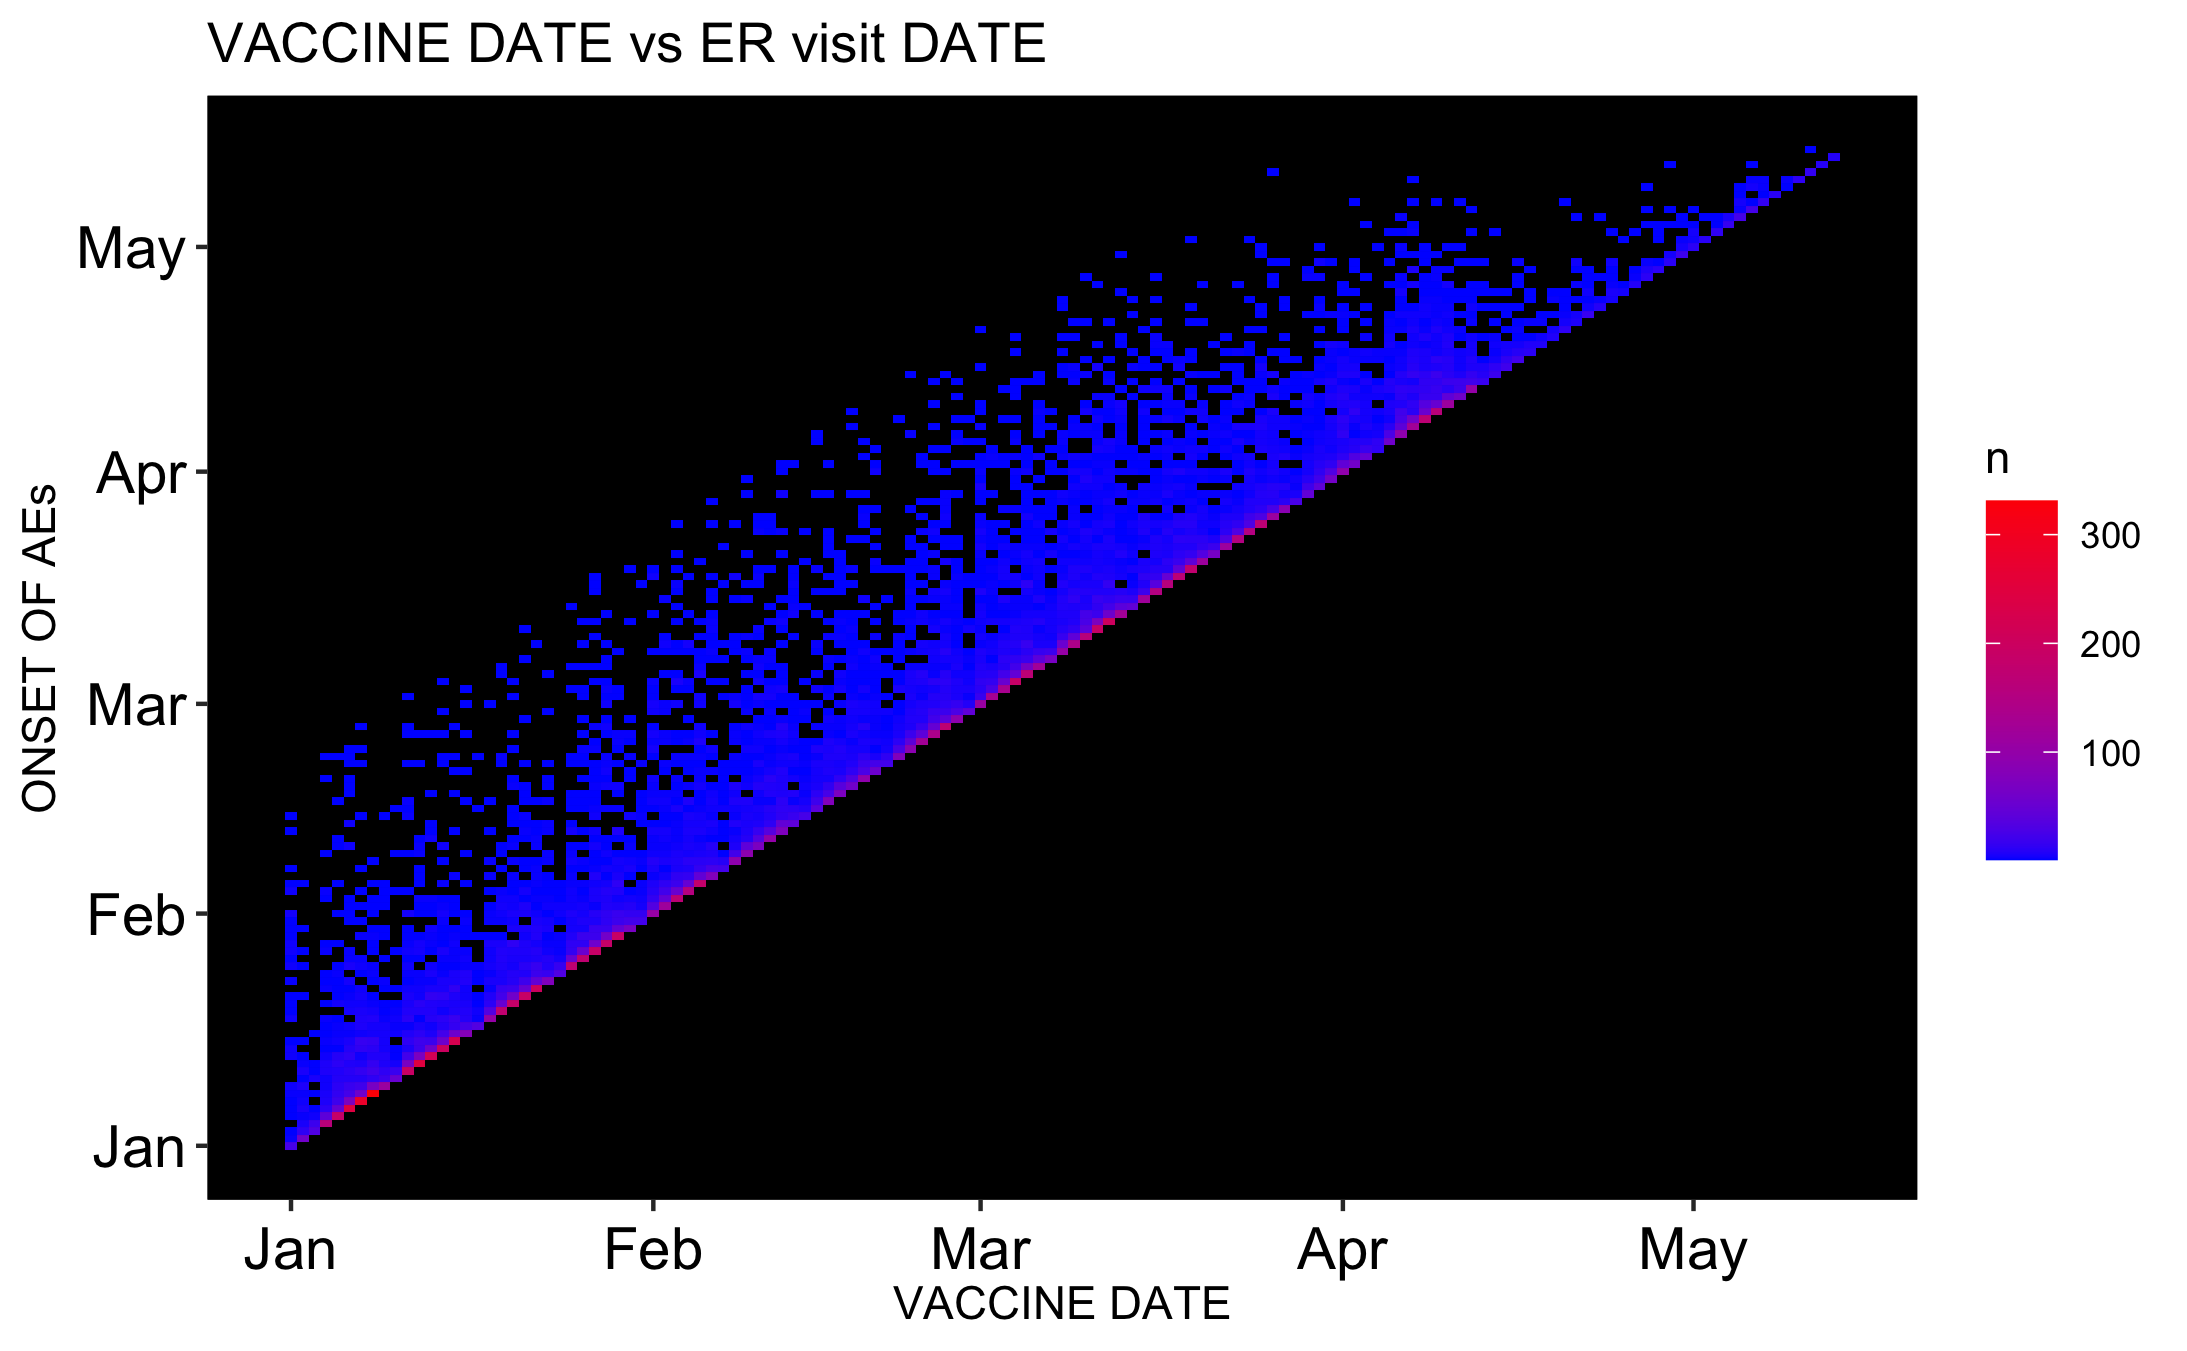 VACCINE DATE vs ER visit DATE
ONSET OF AEs
May
Apr
Mar
Feb
Jan
Jan Feb Mar Apr May
VACCINE DATE
n
300
200
100